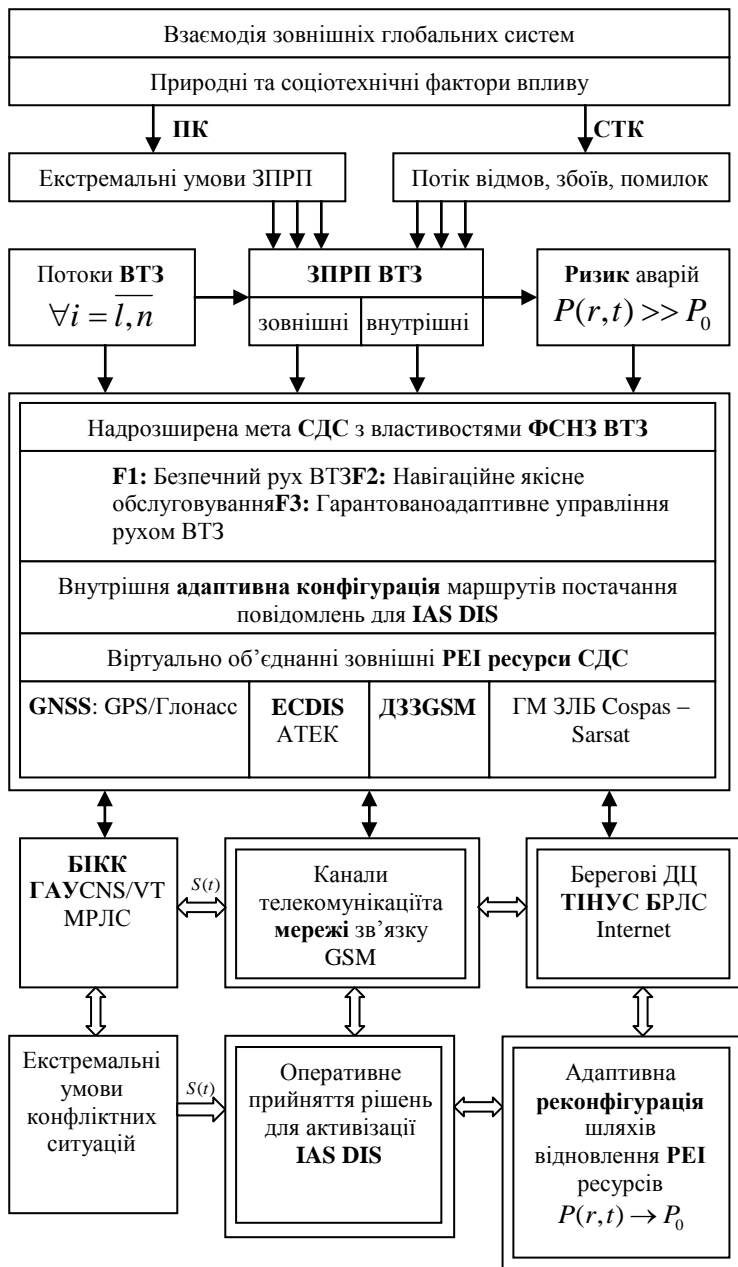 Взаємодія зовнішніх глобальних систем
Природні та соціотехнічні фактори впливу
ПК
СТК
Екстремальні умови ЗПРП
Потік відмов, збоїв, помилок
Потоки ВТЗ
∀i = l,n
ЗПРП ВТЗ
зовнішні
внутрішні
Ризик аварій
P(r,t) >> P₀
Надрозширена мета СДС з властивостями ФСНЗ ВТЗ
F1: Безпечний рух ВТЗF2: Навігаційне якісне
обслуговуванняF3: Гарантованоадаптивне управління
рухом ВТЗ
Внутрішня адаптивна конфігурація маршрутів постачання
повідомлень для IAS DIS
Віртуально об’єднанні зовнішні РЕІ ресурси СДС
GNSS: GPS/Глонасс
ECDIS
АТЕК
ДЗЗGSM
ГМ ЗЛБ Cospas –
Sarsat
БІКК
ГАУCNS/VT
МРЛС
S(t)
Канали
телекомунікаціїта
мережі зв’язку
GSM
Берегові ДЦ
ТІНУС БРЛС
Internet
Екстремальні
умови
конфліктних
ситуацій
S(t)
Оперативне
прийняття рішень
для активізації
IAS DIS
Адаптивна
реконфігурація
шляхів
відновлення РЕІ
ресурсів
P(r,t) → P₀